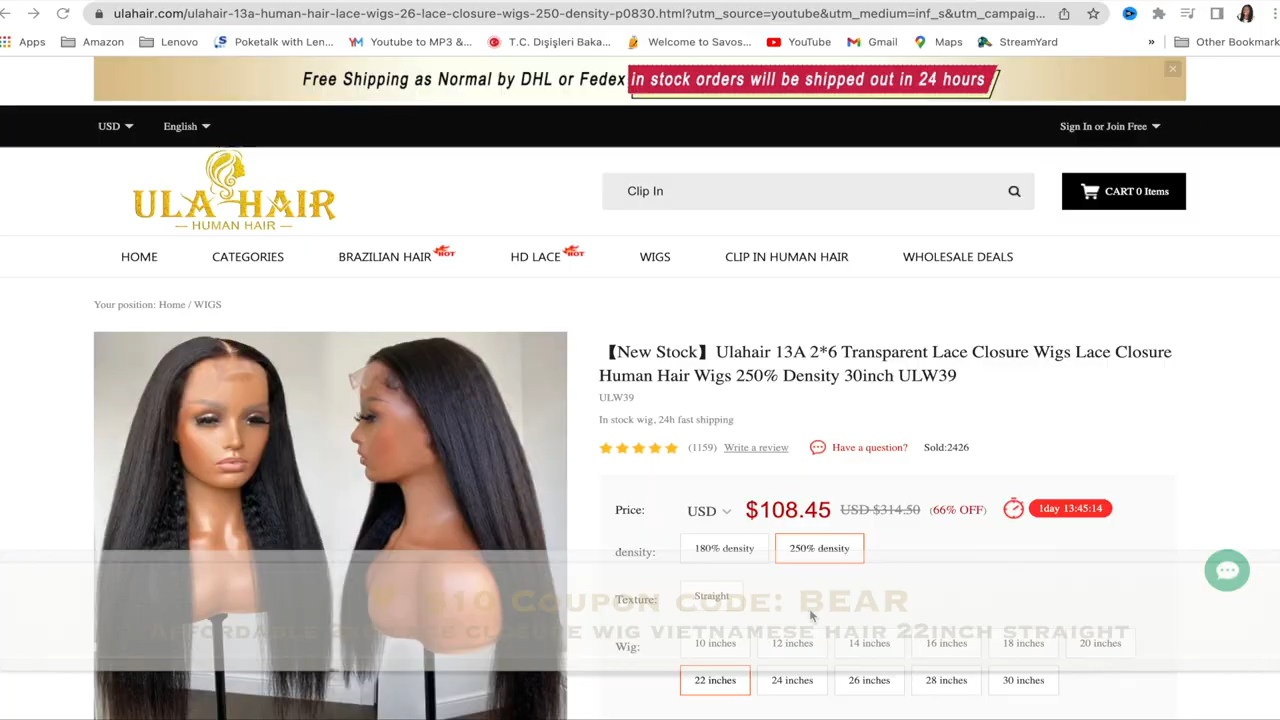 ulahair.com/ulahair-13a-human-hair-lace-wigs-26-lace-closure-wigs-250-density-p0830.html?utm_source=youtube&utm_medium=inf_s&utm_campaig...
Apps Amazon Lenovo Poketalk with Len... Youtube to MP3 &... T.C. Dışişleri Baka... Welcome to Savos... YouTube Gmail Maps StreamYard » Other Bookmark
Free Shipping as Normal by DHL or Fedex in stock orders will be shipped out in 24 hours
USD English Sign In or Join Free
ULA HAIR
HUMAN HAIR
Clip In
CART 0 Items
HOME CATEGORIES BRAZILIAN HAIR HOT HD LACE HOT WIGS CLIP IN HUMAN HAIR WHOLESALE DEALS
Your position: Home / WIGS
【New Stock】Ulahair 13A 2*6 Transparent Lace Closure Wigs Lace Closure
Human Hair Wigs 250% Density 30inch ULW39
ULW39
In stock wig, 24h fast shipping
(1159) Write a review Have a question? Sold:2426
Price: USD $108.45 USD $314.50 (66% OFF) 1day 13:45:14
density: 180% density 250% density
Texture: Straight
$10 Coupon code: BEAR
Affordable 2x6 lace closure wig Vietnamese hair 22inch straight
Wig: 10 inches 12 inches 14 inches 16 inches 18 inches 20 inches
22 inches 24 inches 26 inches 28 inches 30 inches